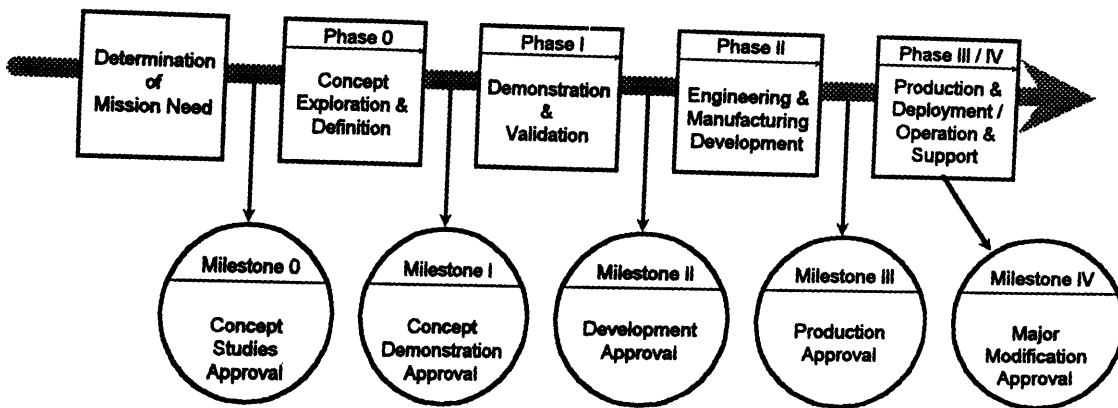 Determination
of
Mission Need
Phase 0
Concept
Exploration &
Definition
Phase I
Demonstration
&
Validation
Phase II
Engineering &
Manufacturing
Development
Phase III / IV
Production &
Deployment /
Operation &
Support
Milestone 0
Concept
Studies
Approval
Milestone I
Concept
Demonstration
Approval
Milestone II
Development
Approval
Milestone III
Production
Approval
Milestone IV
Major
Modification
Approval